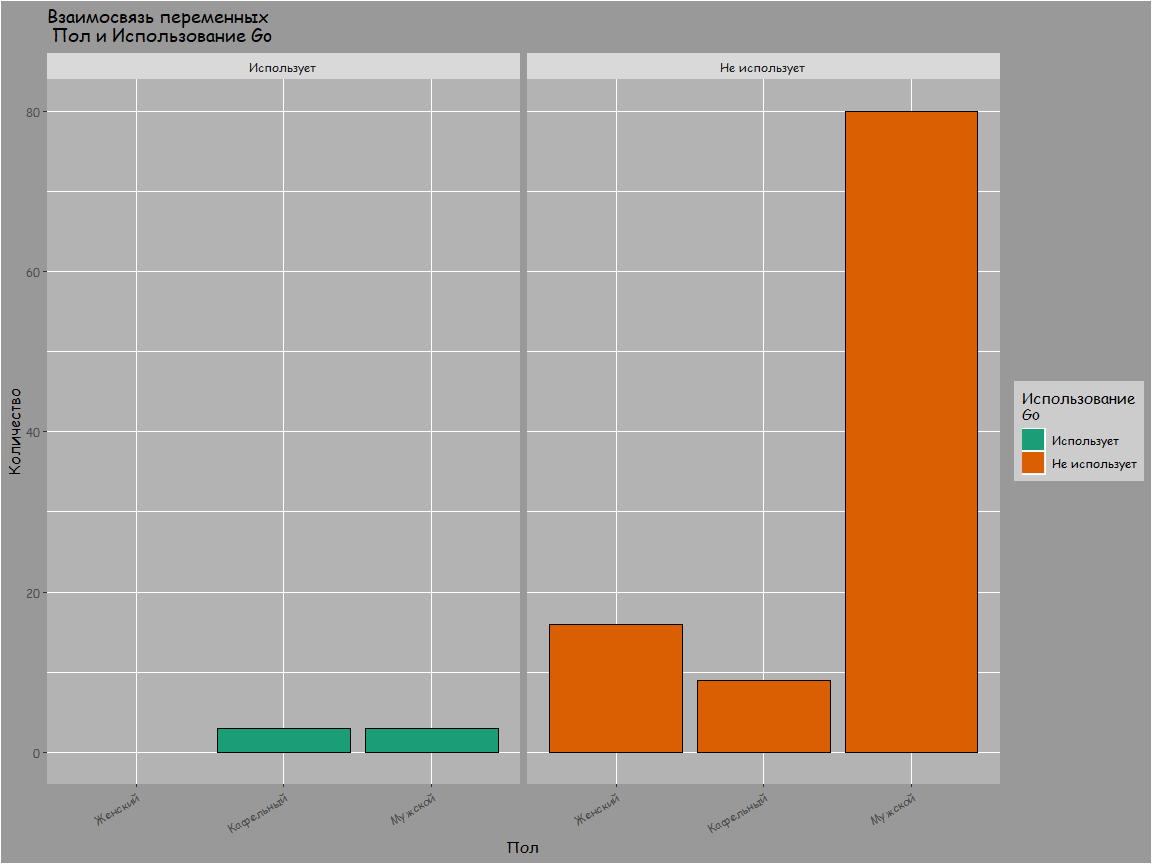 Взаимосвязь переменных
Пол и Использование Go
Использует
Не использует
80
60
40
20
0
Количество
Женский
Кафельный
Мужской
Женский
Кафельный
Мужской
Пол
Использование
Go
Использует
Не использует